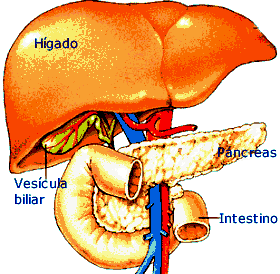 Hígado
Páncreas
Vesícula
biliar
Intestino